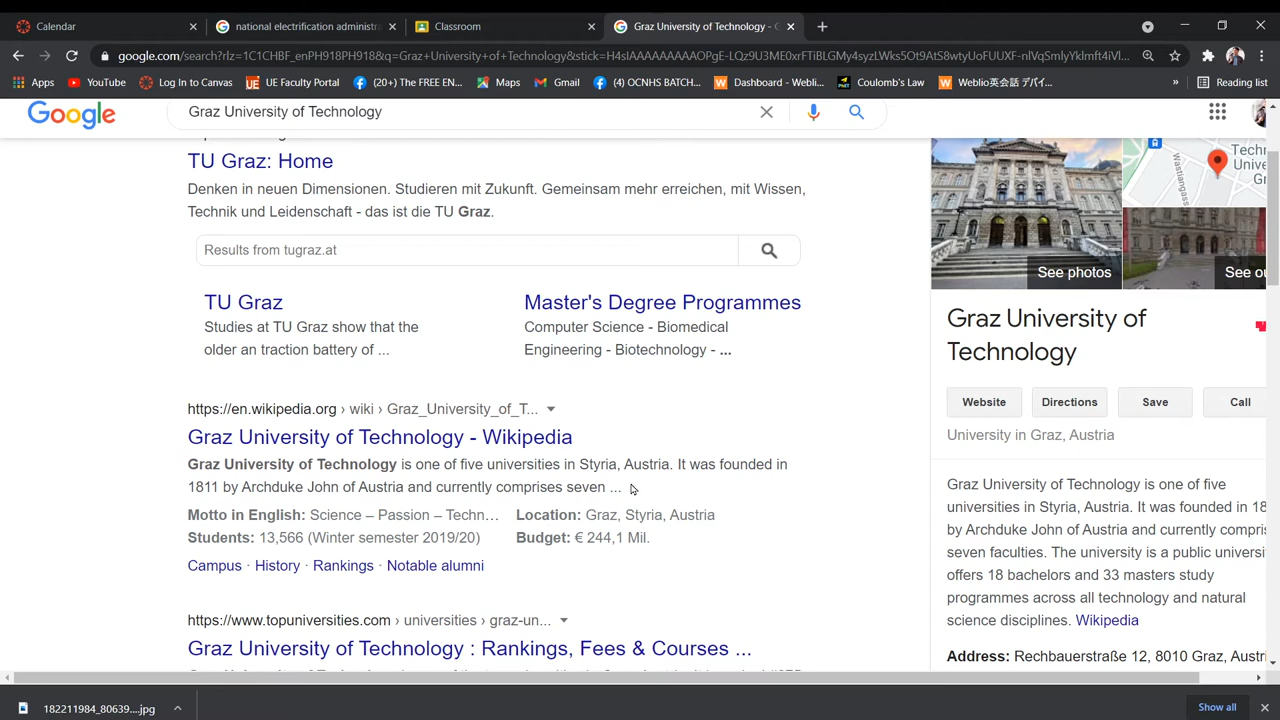 Calendar
national electrification administra
Classroom
Graz University of Technology - G
google.com/search?rlz=1C1CHBF_enPH918PH918&q=Graz+University+of+Technology&stick=
Apps
YouTube
Log In to Canvas
UE Faculty Portal
(20+) The FREE EN...
Maps
Gmail
(4) OCNHS BATCH...
Dashboard - Webli...
Coulomb's Law
Weblio英会話 デバイ...
»
Reading list
Google
Graz University of Technology
TU Graz: Home
Denken in neuen Dimensionen. Studieren mit Zukunft. Gemeinsam mehr erreichen, mit Wissen,
Technik und Leidenschaft - das ist die TU Graz.
Results from tugraz.at
TU Graz
Studies at TU Graz show that the
older an traction battery of ...
Master's Degree Programmes
Computer Science - Biomedical
Engineering - Biotechnology - ...
https://en.wikipedia.org › wiki › Graz_University_of_T...
Graz University of Technology - Wikipedia
Graz University of Technology is one of five universities in Styria, Austria. It was founded in
1811 by Archduke John of Austria and currently comprises seven ...
Motto in English: Science – Passion – Techn...
Location: Graz, Styria, Austria
Students: 13,566 (Winter semester 2019/20)
Budget: € 244,1 Mil.
Campus · History · Rankings · Notable alumni
https://www.topuniversities.com › universities › graz-un...
Graz University of Technology : Rankings, Fees & Courses ...
Wastiangasse
Techn
Unive
Gr
See photos
See ou
Graz University of
Technology
Website
Directions
Save
Call
University in Graz, Austria
Graz University of Technology is one of five
universities in Styria, Austria. It was founded in 18
by Archduke John of Austria and currently compris
seven faculties. The university is a public universi
offers 18 bachelors and 33 masters study
programmes across all technology and natural
science disciplines. Wikipedia
Address: Rechbauerstraße 12, 8010 Graz, Austri
182211984_80639....jpg
Show all